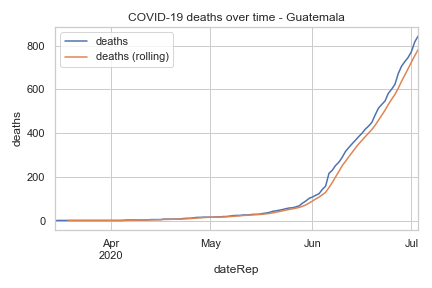 COVID-19 deaths over time - Guatemala
deaths
deaths (rolling)
deaths
800
600
400
200
0
Apr
2020
May
Jun
Jul
dateRep